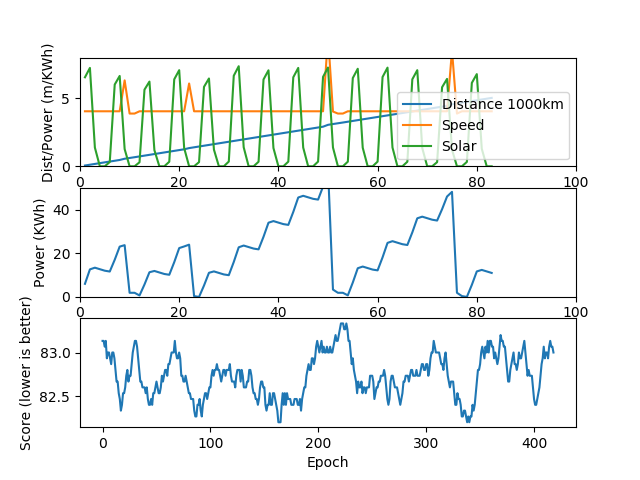 Dist/Power (m/KWh)
5
0
Distance 1000km
Speed
Solar
0 20 40 60 80 100
Power (KWh)
40
20
0
0 20 40 60 80 100
Score (lower is better)
83.0
82.5
0 100 200 300 400
Epoch